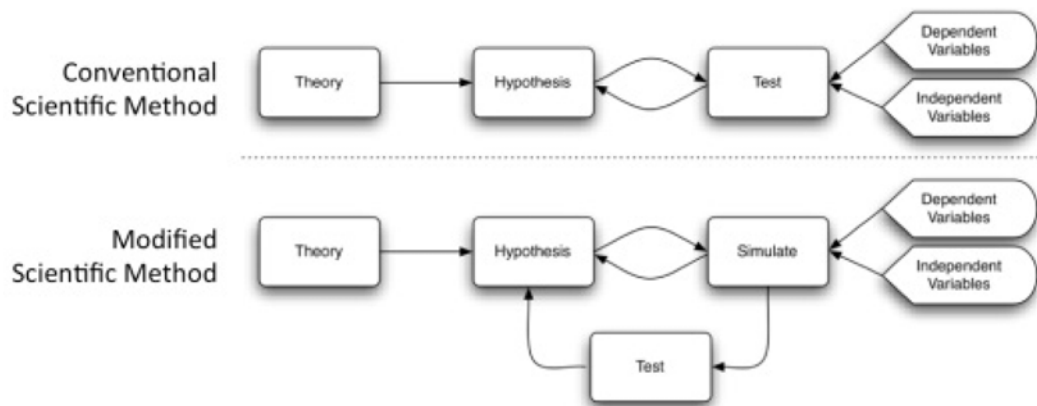 Conventional
Scientific Method
Theory
Hypothesis
Test
Dependent
Variables
Independent
Variables
Modified
Scientific Method
Theory
Hypothesis
Simulate
Dependent
Variables
Independent
Variables
Test